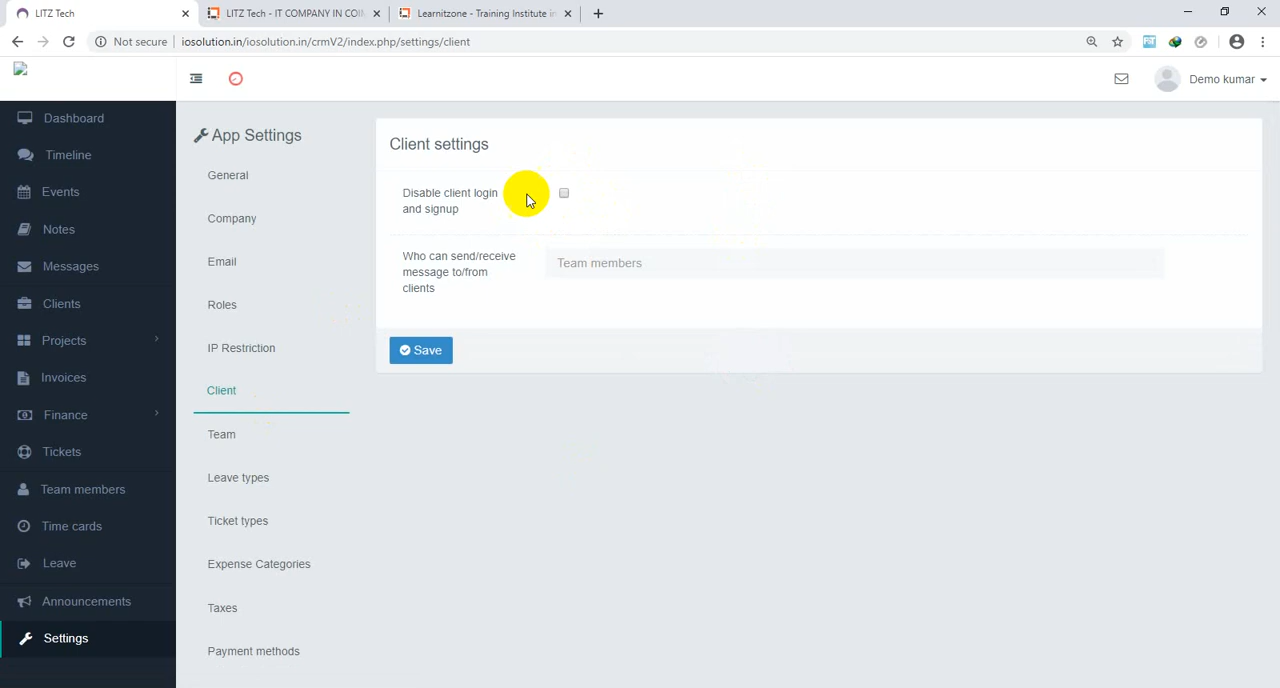 LITZ Tech
LITZ Tech - IT COMPANY IN COI
Learnitzone - Training Institute in
Not secure
iosolution.in/iosolution.in/crmV2/index.php/settings/client
Demo kumar
Dashboard
Timeline
Events
Notes
Messages
Clients
Projects
Invoices
Finance
Tickets
Team members
Time cards
Leave
Announcements
Settings
App Settings
General
Company
Email
Roles
IP Restriction
Client
Team
Leave types
Ticket types
Expense Categories
Taxes
Payment methods
Client settings
Disable client login
and signup
Who can send/receive
message to/from
clients
Team members
Save